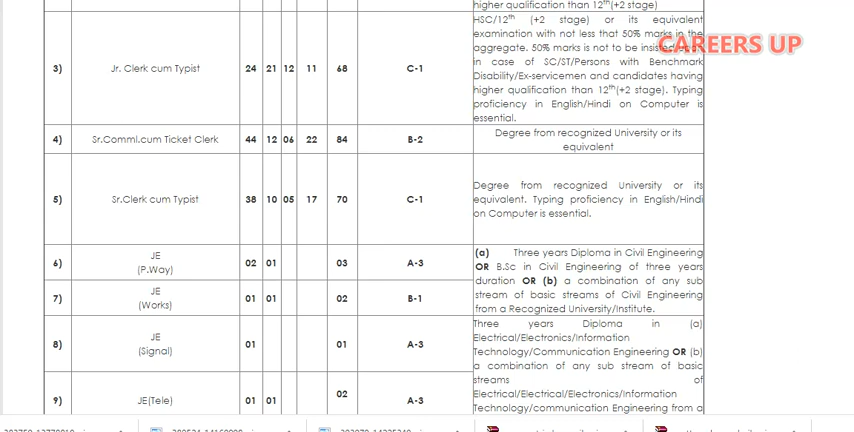 higher qualification than 12th(+2 stage)
HSC/12th (+2 stage) or its equivalent
examination with not less that 50% marks in the
aggregate. 50% marks is not to be insisted upon
CAREERS UP
in case of SC/ST/Persons with Benchmark
3) Jr. Clerk cum Typist 24 21 12 11 68 C-1
Disability/Ex-servicemen and candidates having
higher qualification than 12th(+2 stage). Typing
proficiency in English/Hindi on Computer is
essential.
4) Sr.Comml.cum Ticket Clerk 44 12 06 22 84 B-2
Degree from recognized University or its
equivalent
5) Sr.Clerk cum Typist 38 10 05 17 70 C-1
Degree from recognized University or its
equivalent. Typing proficiency in English/Hindi
on Computer is essential.
6) JE
(P.Way)
02 01 03 A-3
(a) Three years Diploma in Civil Engineering
OR B.Sc in Civil Engineering of three years
duration OR (b) a combination of any sub
stream of basic streams of Civil Engineering
from a Recognized University/Institute.
7) JE
(Works)
01 01 02 B-1
8) JE
(Signal)
01 01 A-3
Three years Diploma in (a)
Electrical/Electronics/Information
Technology/Communication Engineering OR (b)
a combination of any sub stream of basic
streams of
Electrical/Electrical/Electronics/Information
Technology/communication Engineering from a
9) JE(Tele) 01 01 02 A-3